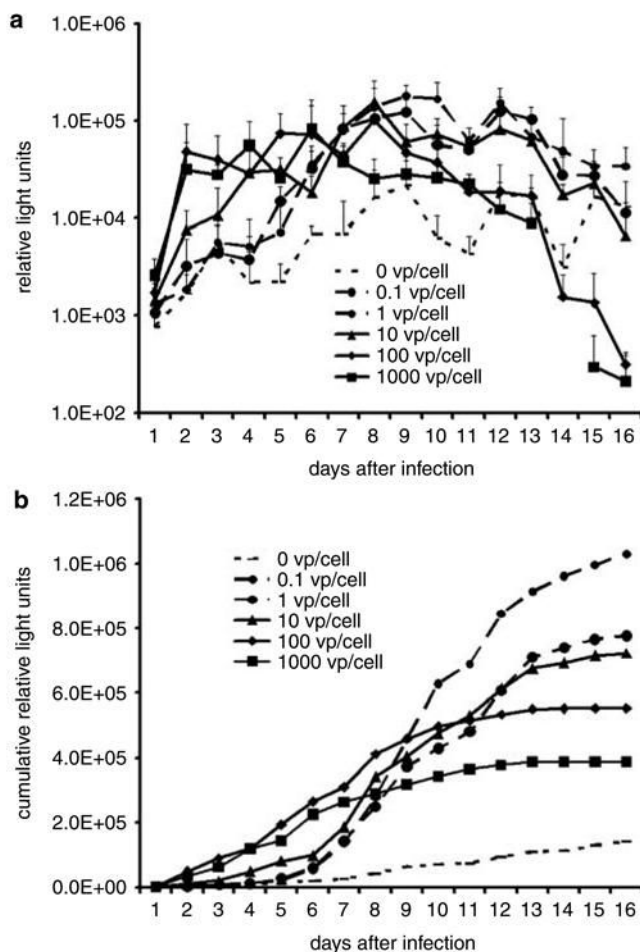 a
1.0E+06
1.0E+05
1.0E+04
1.0E+03
1.0E+02
relative light units
0 vp/cell
0.1 vp/cell
1 vp/cell
10 vp/cell
100 vp/cell
1000 vp/cell
1 2 3 4 5 6 7 8 9 10 11 12 13 14 15 16
days after infection
b
1.2E+06
1.0E+06
8.0E+05
6.0E+05
4.0E+05
2.0E+05
0.0E+00
cumulative relative light units
0 vp/cell
0.1 vp/cell
1 vp/cell
10 vp/cell
100 vp/cell
1000 vp/cell
1 2 3 4 5 6 7 8 9 10 11 12 13 14 15 16
days after infection